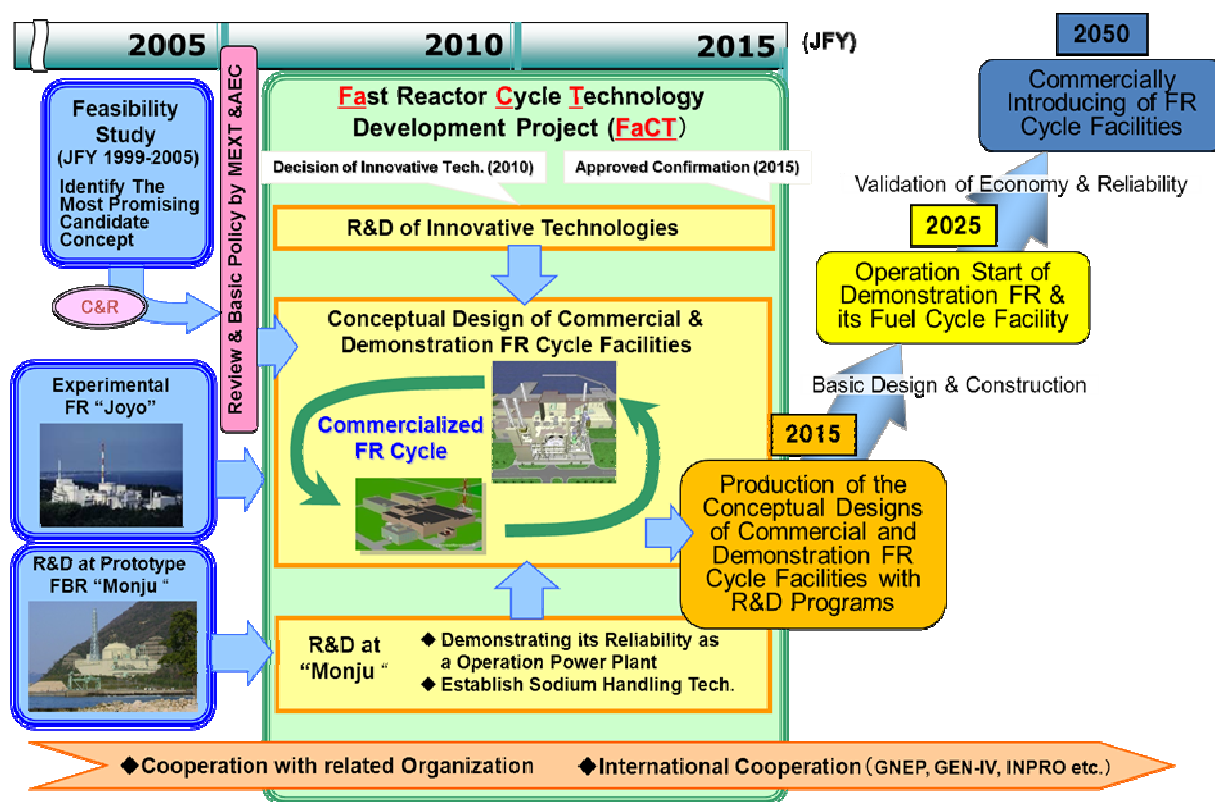 2005
2010
2015
(JFY)
Feasibility
Study
(JFY 1999-2005)
Identify The
Most Promising
Candidate
Concept
C&R
Review & Basic Policy by MEXT &AEC
Experimental
FR “Joyo”
R&D at Prototype
FBR “Monju “
Fast Reactor Cycle Technology
Development Project (FaCT）
Decision of Innovative Tech. (2010)
Approved Confirmation (2015)
R&D of Innovative Technologies
Conceptual Design of Commercial &
Demonstration FR Cycle Facilities
Commercialized
FR Cycle
R&D at
“Monju “
◆ Demonstrating its Reliability as
a Operation Power Plant
◆ Establish Sodium Handling Tech.
2015
Production of the
Conceptual Designs
of Commercial and
Demonstration FR
Cycle Facilities with
R&D Programs
Basic Design & Construction
2025
Operation Start of
Demonstration FR &
its Fuel Cycle Facility
Validation of Economy & Reliability
2050
Commercially
Introducing of FR
Cycle Facilities
◆Cooperation with related Organization
◆International Cooperation（GNEP, GEN-IV, INPRO etc.）